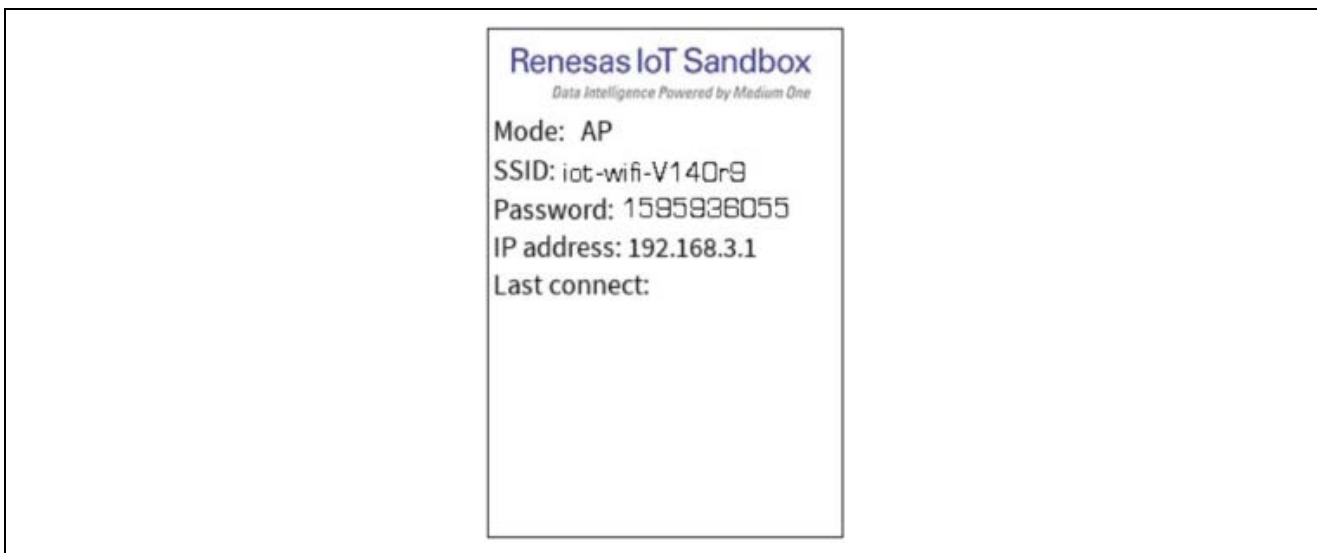 Renesas IoT Sandbox
Data Intelligence Powered by Medium One
Mode: AP
SSID: iot-wifi-V140r9
Password: 1595936055
IP address: 192.168.3.1
Last connect: